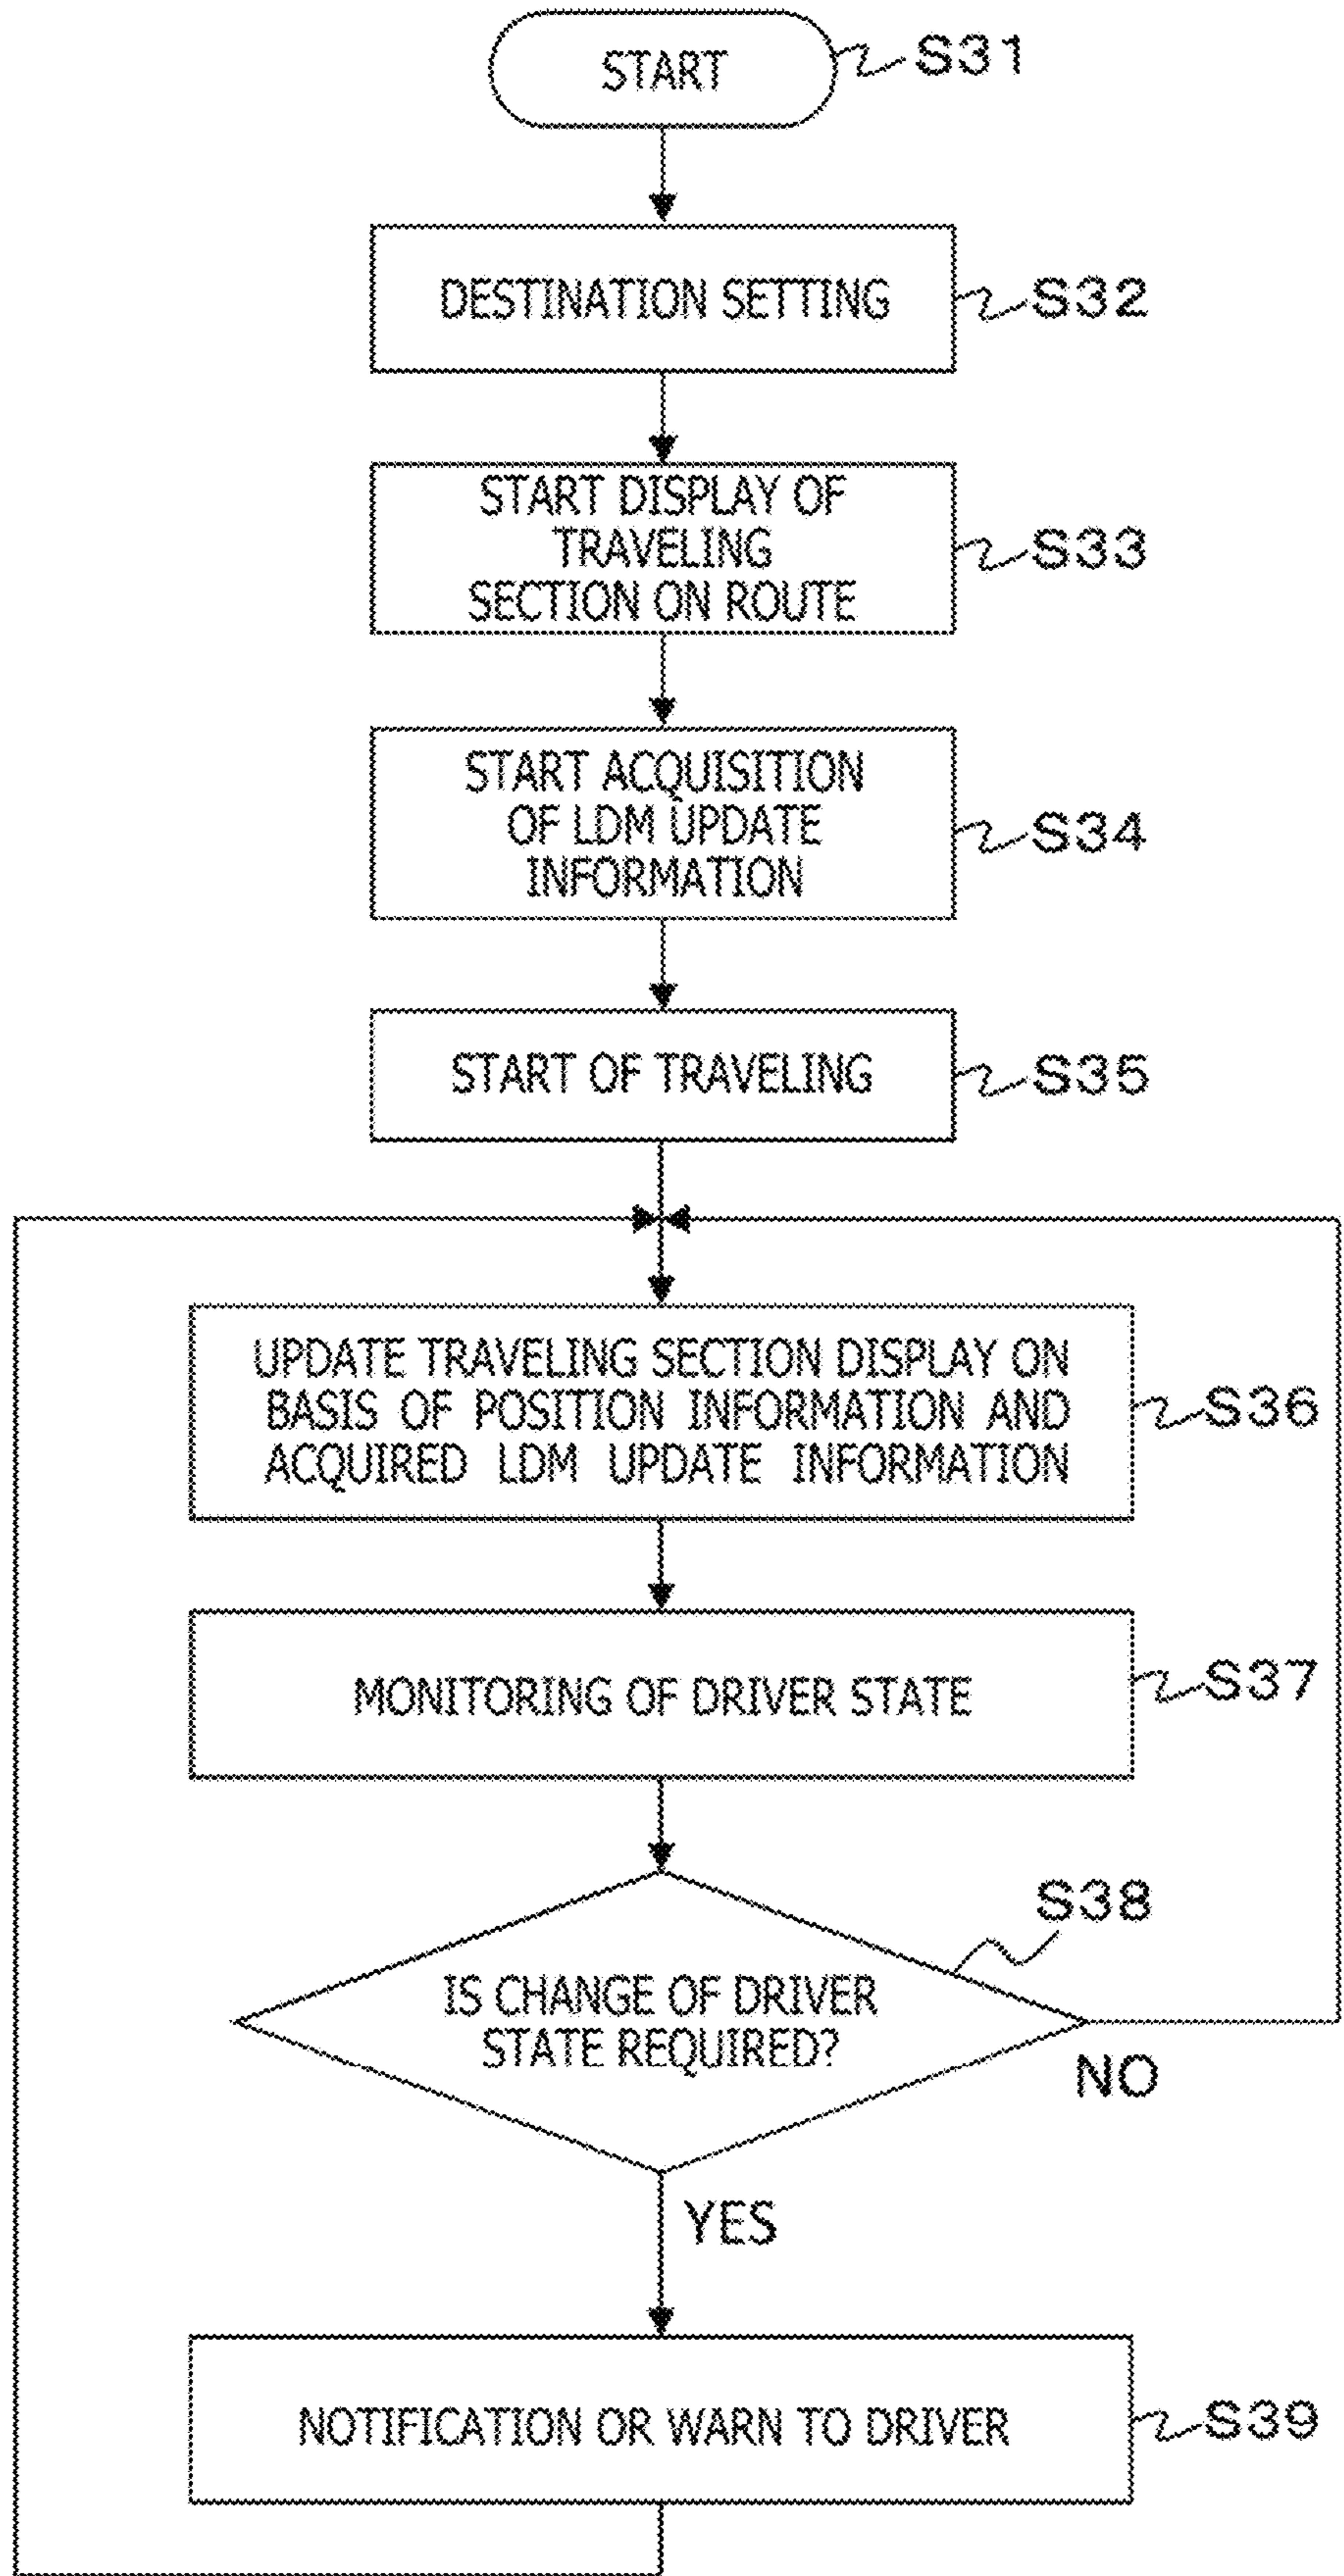 START
S31
DESTINATION SETTING
S32
START DISPLAY OF
TRAVELING
SECTION ON ROUTE
S33
START ACQUISITION
OF LDM UPDATE
INFORMATION
S34
START OF TRAVELING
S35
UPDATE TRAVELING SECTION DISPLAY ON
BASIS OF POSITION INFORMATION AND
ACQUIRED LDM UPDATE INFORMATION
S36
MONITORING OF DRIVER STATE
S37
S38
IS CHANGE OF DRIVER
STATE REQUIRED?
NO
YES
NOTIFICATION OR WARN TO DRIVER
S39